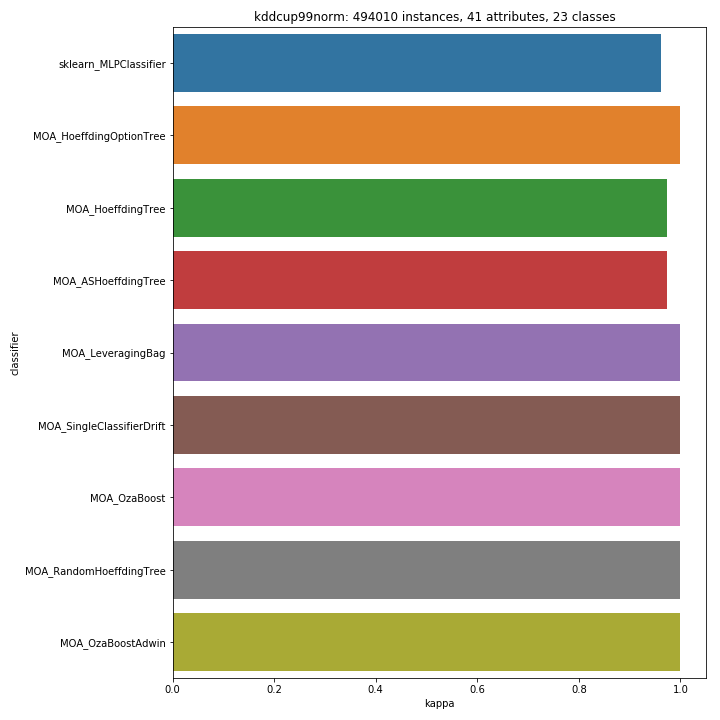 kddcup99norm: 494010 instances, 41 attributes, 23 classes
sklearn_MLPClassifier
MOA_HoeffdingOptionTree
MOA_HoeffdingTree
MOA_ASHoeffdingTree
MOA_LeveragingBag
MOA_SingleClassifierDrift
MOA_OzaBoost
MOA_RandomHoeffdingTree
MOA_OzaBoostAdwin
classifier
0.0 0.2 0.4 0.6 0.8 1.0
kappa